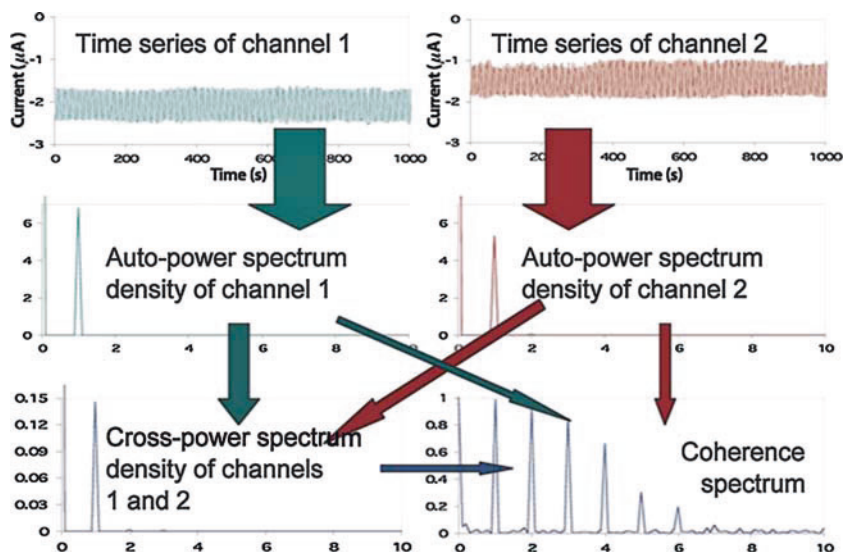 Time series of channel 1
Current (μA)
0
-1
-2
-3
0 200 400 600 800 1000
Time (s)
Time series of channel 2
Current (μA)
0
-1
-2
-3
0 200 400 600 800 1000
Time (s)
Auto-power spectrum
density of channel 1
6
4
2
0
0 2 4 6 8 10
Auto-power spectrum
density of channel 2
6
4
2
0
0 2 4 6 8 10
Cross-power spectrum
density of channels
1 and 2
0.15
0.12
0.09
0.06
0.03
0
0 2 4 6 8 10
Coherence
spectrum
1
0.8
0.6
0.4
0.2
0
0 2 4 6 8 10